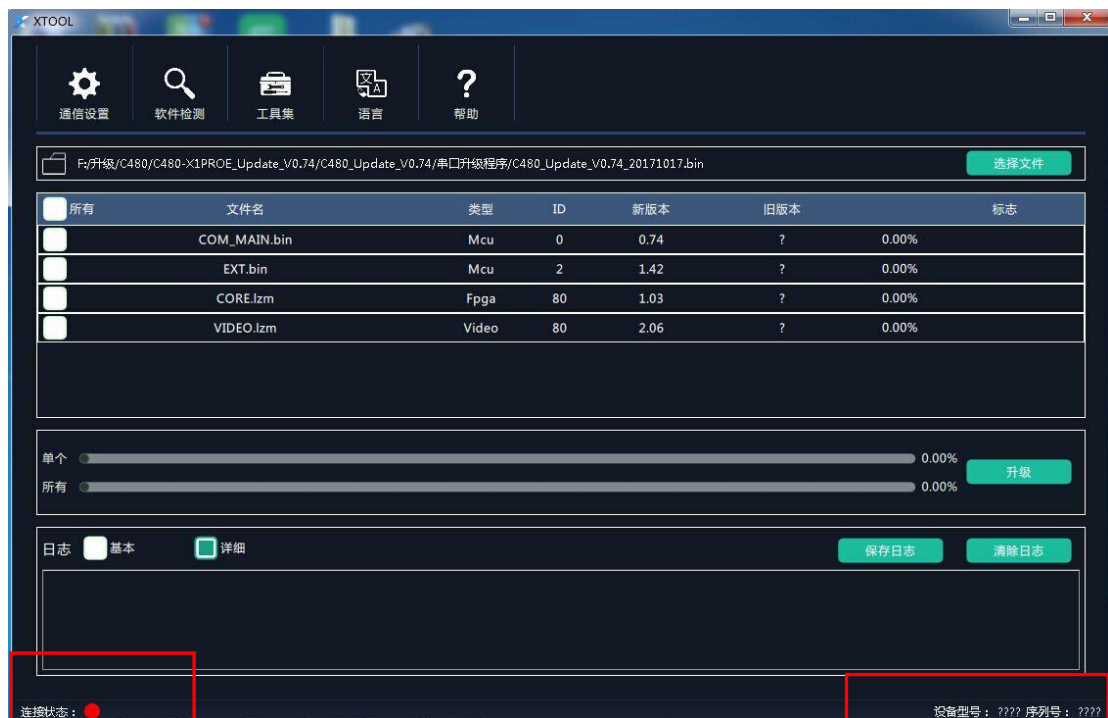 XTOOL
通信设置 软件检测 工具集 语言 帮助
F:/升级/C480/C480-X1PROE_Update_V0.74/C480_Update_V0.74/串口升级程序/C480_Update_V0.74_20171017.bin 选择文件
所有 文件名 类型 ID 新版本 旧版本 标志
COM_MAIN.bin Mcu 0 0.74 ? 0.00%
EXT.bin Mcu 2 1.42 ? 0.00%
CORE.lzm Fpga 80 1.03 ? 0.00%
VIDEO.lzm Video 80 2.06 ? 0.00%
单个 0.00%
升级
所有 0.00%
日志 基本 详细 保存日志 清除日志
连接状态： 设备型号： ???? 序列号： ????